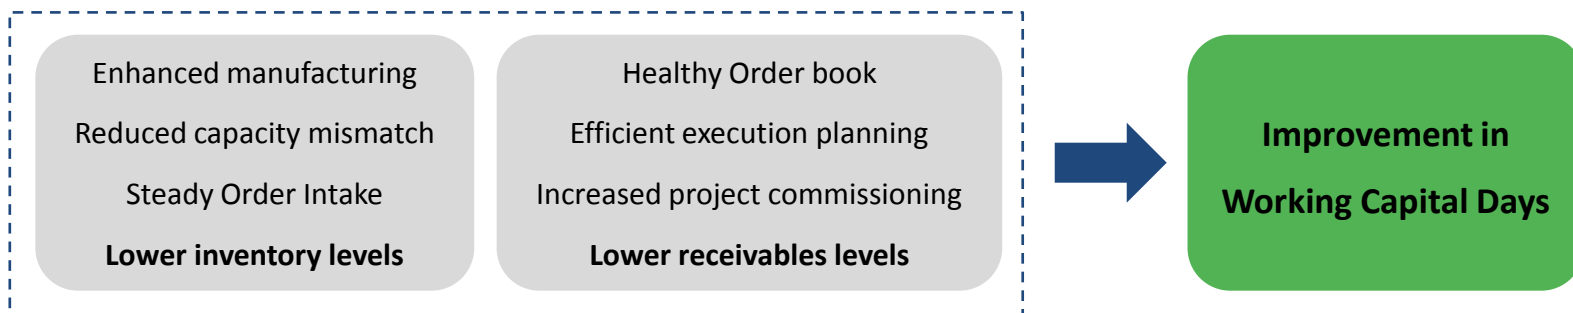 Enhanced manufacturing
Reduced capacity mismatch
Steady Order Intake
Lower inventory levels
Healthy Order book
Efficient execution planning
Increased project commissioning
Lower receivables levels
Improvement in
Working Capital Days